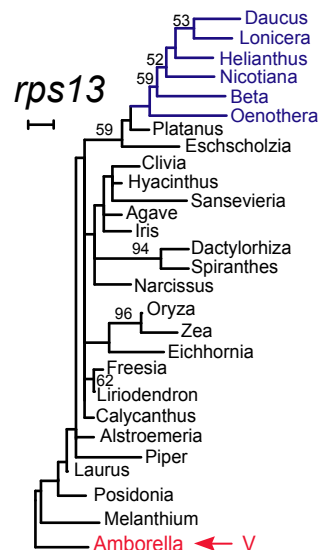 53
Daucus
Lonicera
52
Helianthus
59
Nicotiana
rps13
Beta
Oenothera
59
Platanus
Eschscholzia
Clivia
Hyacinthus
Sansevieria
Agave
Iris
94
Dactylorhiza
Spiranthes
Narcissus
96
Oryza
Zea
Eichhornia
Freesia
62
Liriodendron
Calycanthus
Alstroemeria
Piper
Laurus
Posidonia
Melanthium
Amborella V